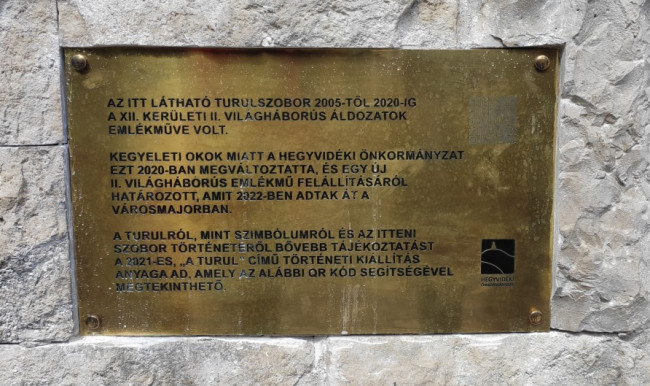 AZ ITT LÁTHATÓ TURULSZOBOR 2005-TŐL 2020-IG
A XII. KERÜLETI II. VILÁGHÁBORÚS ÁLDOZATOK
EMLÉKMŰVE VOLT.
KEGYELETI OKOK MIATT A HEGYVIDÉKI ÖNKORMÁNYZAT
EZT 2020-BAN MEGVÁLTOZTATTA, ÉS EGY ÚJ
II. VILÁGHÁBORÚS EMLÉKMŰ FELÁLLÍTÁSÁRÓL
HATÁROZOTT, AMIT 2022-BEN ADTAK ÁT A
VÁROSMAJORBAN.
A TURULRÓL, MINT SZIMBÓLUMRÓL ÉS AZ ITTENI
SZOBOR TÖRTÉNETÉRŐL BŐVEBB TÁJÉKOZTATÁST
A 2021-ES, „A TURUL” CÍMŰ TÖRTÉNETI KIÁLLÍTÁS
ANYAGA AD, AMELY AZ ALÁBBI QR KÓD SEGÍTSÉGÉVEL
MEGTEKINTHETŐ
HEGYVIDÉK